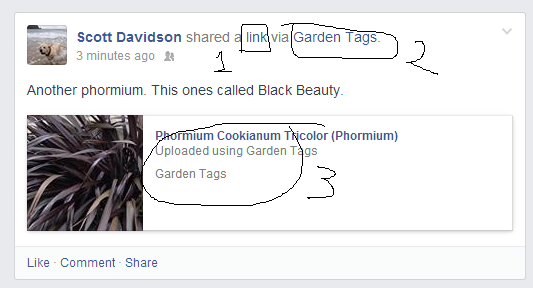 Scott Davidson shared a link via Garden Tags.
1
2
3 minutes ago
Another phormium. This ones called Black Beauty.
Phormium Cookianum Tricolor (Phormium)
Uploaded using Garden Tags
Garden Tags
3
Like · Comment · Share